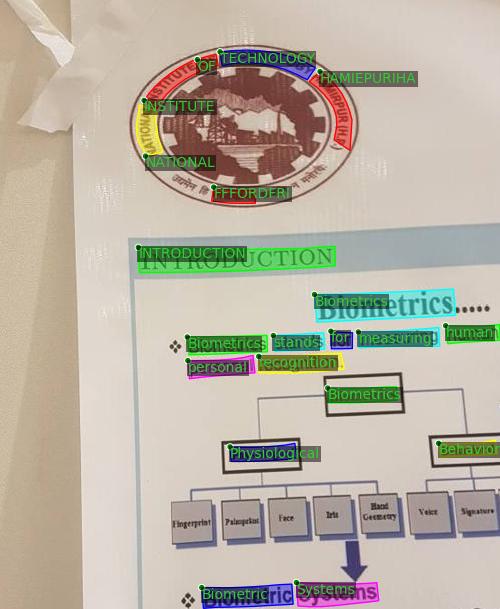 NATIONAL INSTITUTE OF TECHNOLOGY HAMIRPUR (H.P.)
INTRODUCTION
Biometrics.....
❖ Biometrics stands for measuring human
personal recognition
Biometrics
Physiological Behavior
Fingerprint Palmprint Face Iris Hand Geometry Voice Signature
❖ Biometric Systems